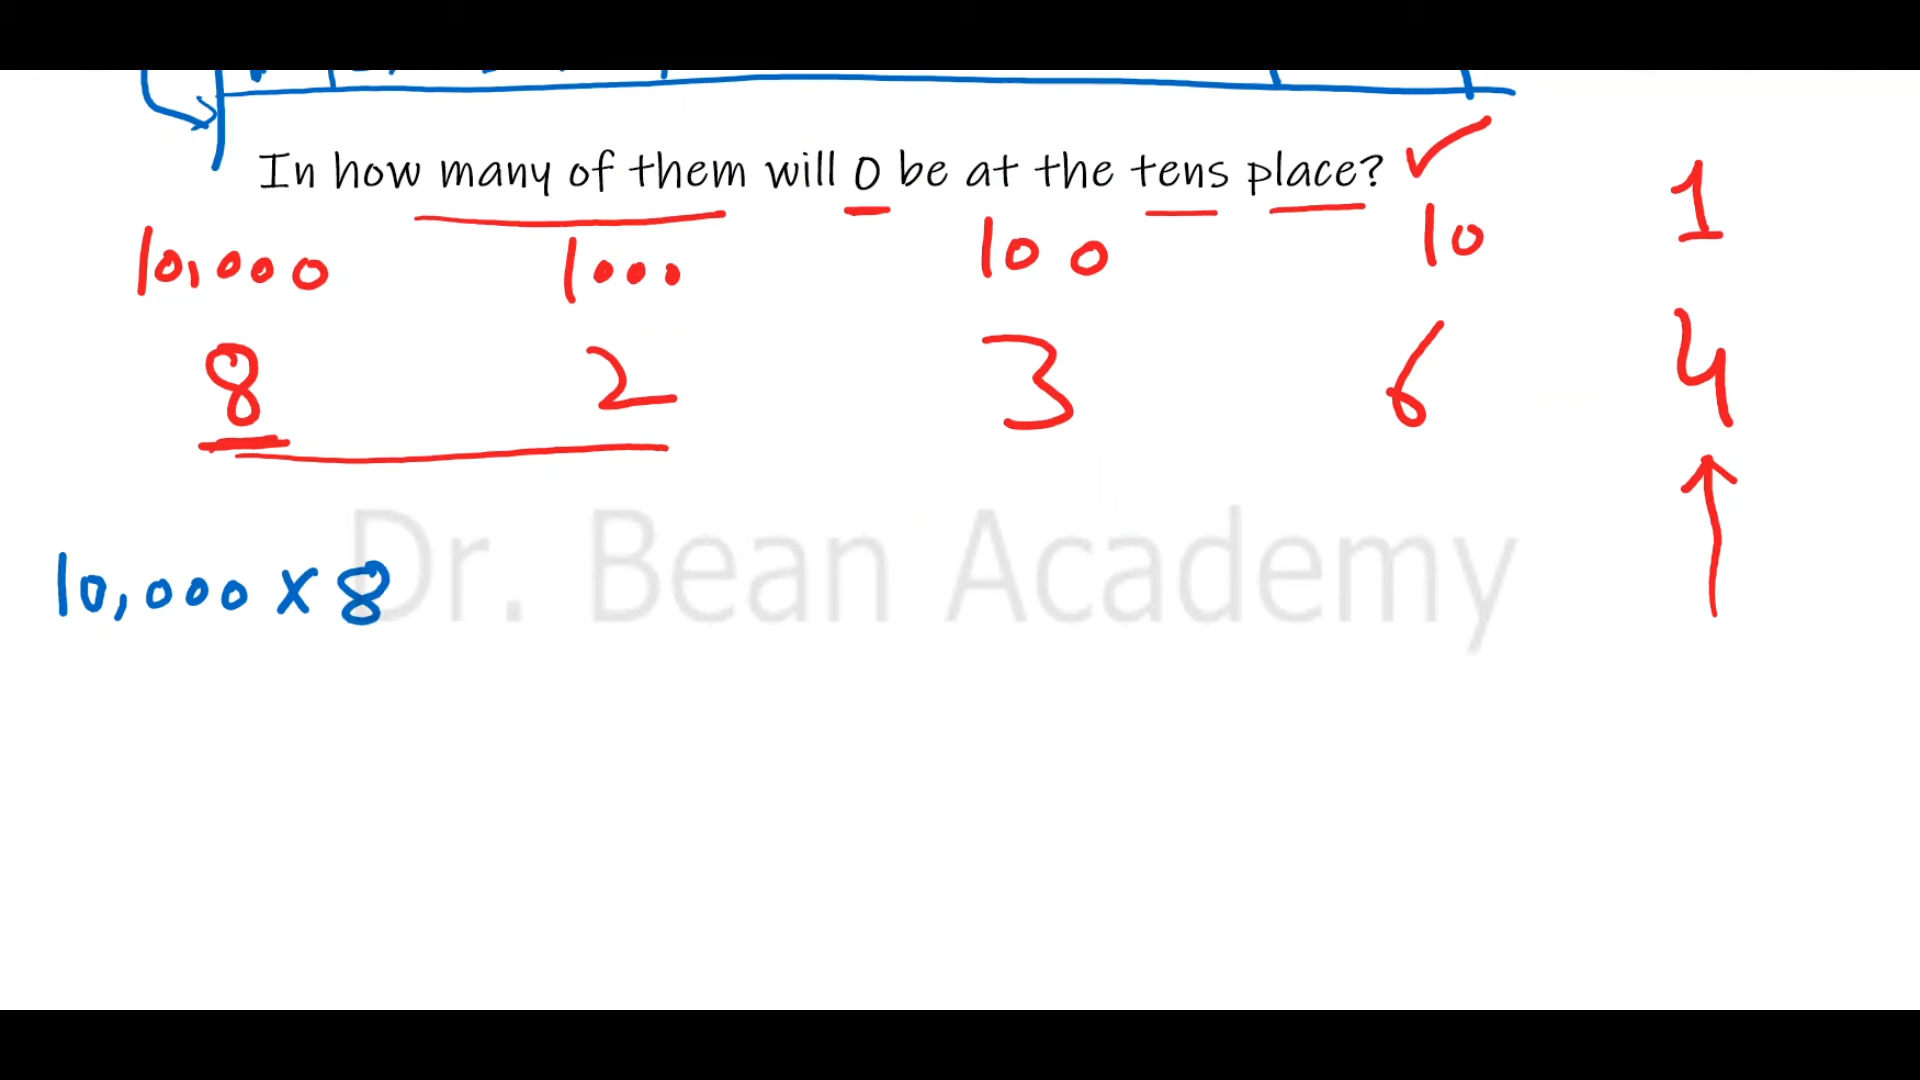 In how many of them will 0 be at the tens place?
10,000 1000 100 10 1
8 2 3 6 4
Dr. Bean Academy
10,000 x 8